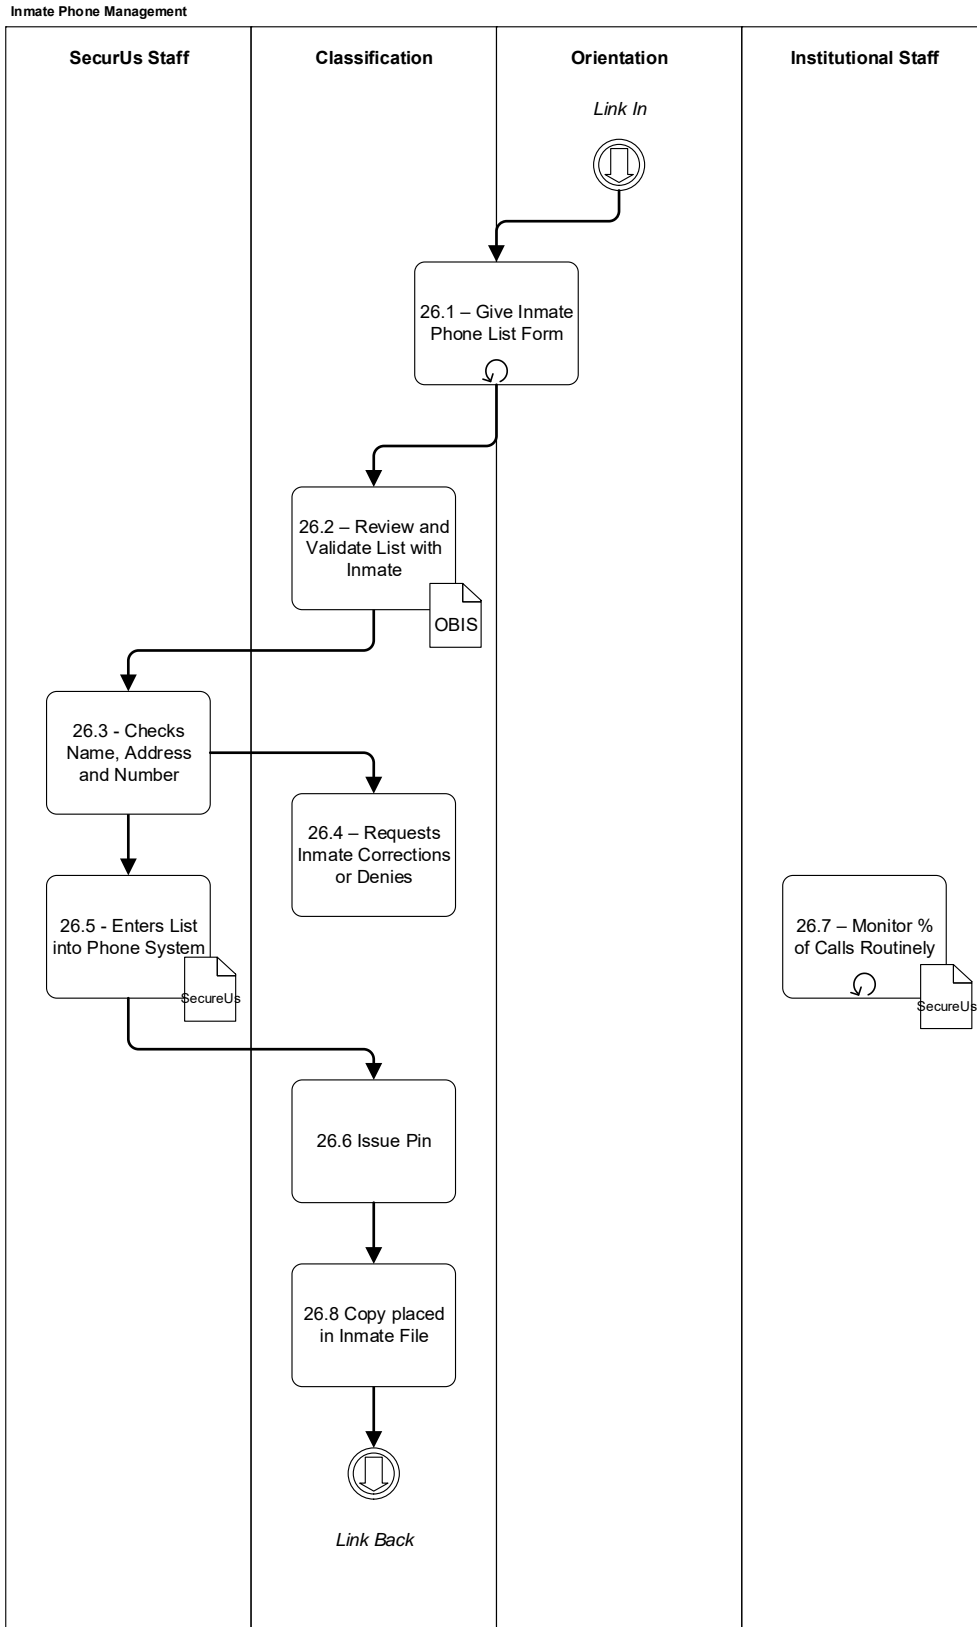 Inmate Phone Management
SecurUs Staff
Classification
Orientation
Institutional Staff
Link In
26.1 – Give Inmate
Phone List Form
26.2 – Review and
Validate List with
Inmate
OBIS
26.3 - Checks
Name, Address
and Number
26.4 – Requests
Inmate Corrections
or Denies
26.5 - Enters List
into Phone System
SecureUs
26.7 – Monitor %
of Calls Routinely
SecureUs
26.6 Issue Pin
26.8 Copy placed
in Inmate File
Link Back